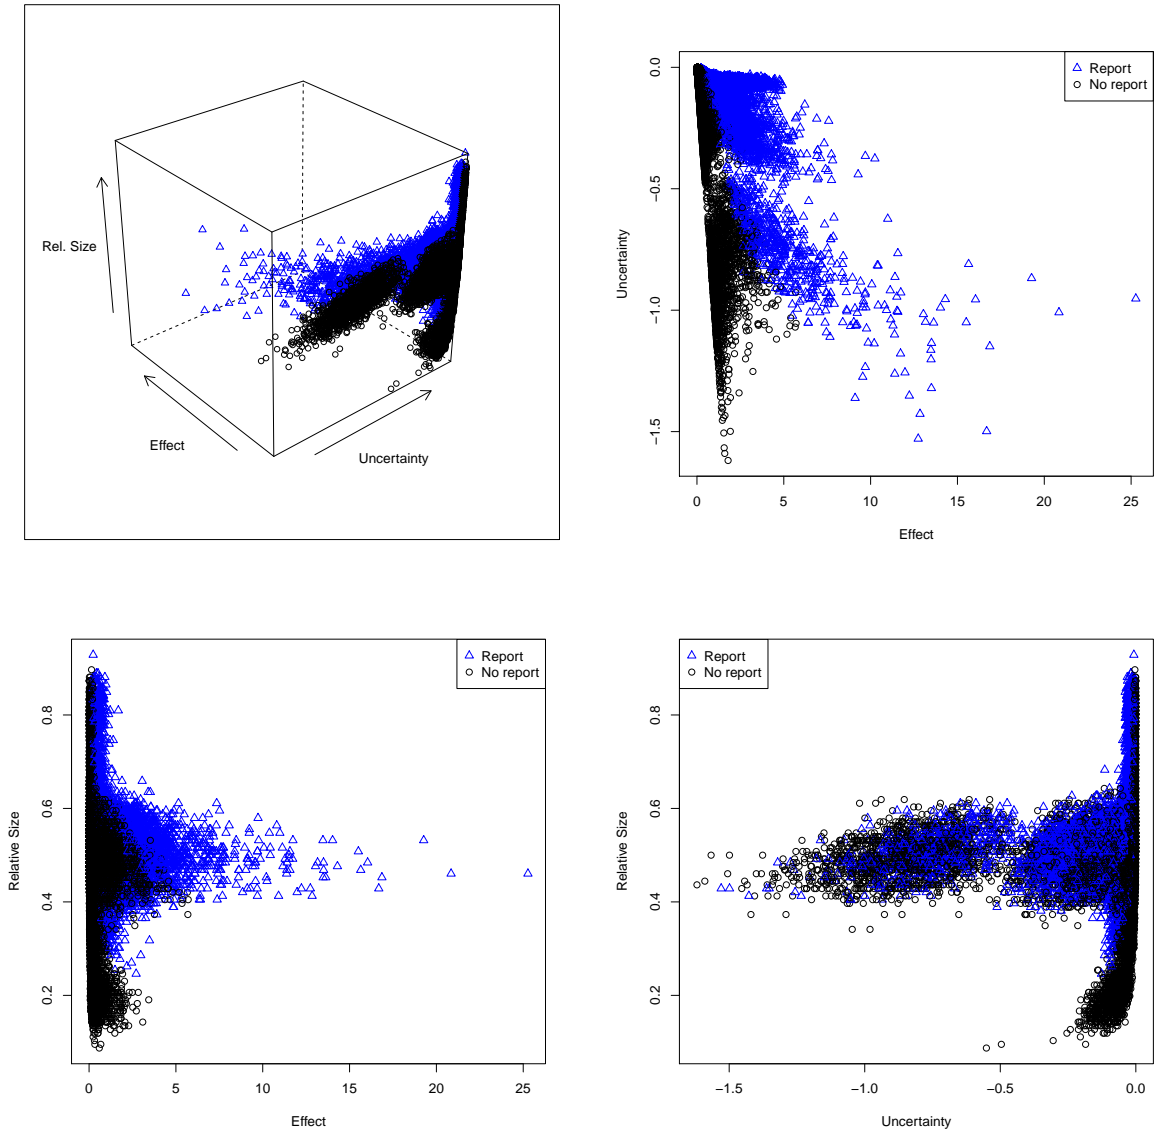 Rel. Size
Effect
Uncertainty
Report
No report
0.0
−0.5
−1.0
−1.5
Uncertainty
0 5 10 15 20 25
Effect
Report
No report
0.8
0.6
0.4
0.2
Relative Size
0 5 10 15 20 25
Effect
Report
No report
0.8
0.6
0.4
0.2
Relative Size
−1.5 −1.0 −0.5 0.0
Uncertainty